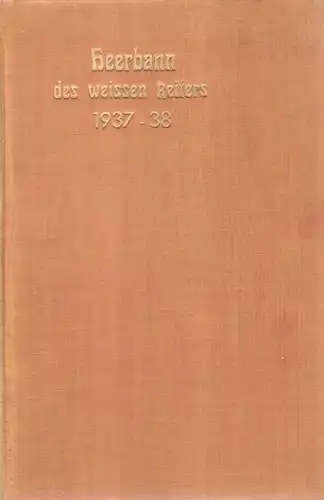 Heerbann
des weissen Reiters
1937-38